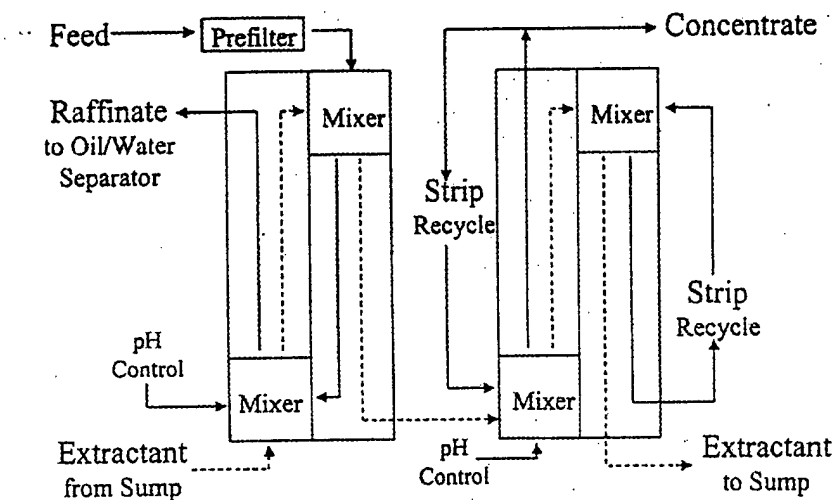 Feed
Prefilter
Concentrate
Mixer
Mixer
Raffinate
to Oil/Water
Separator
Strip
Recycle
Strip
Recycle
pH
Control
Mixer
Mixer
Extractant
from Sump
pH
Control
Extractant
to Sump